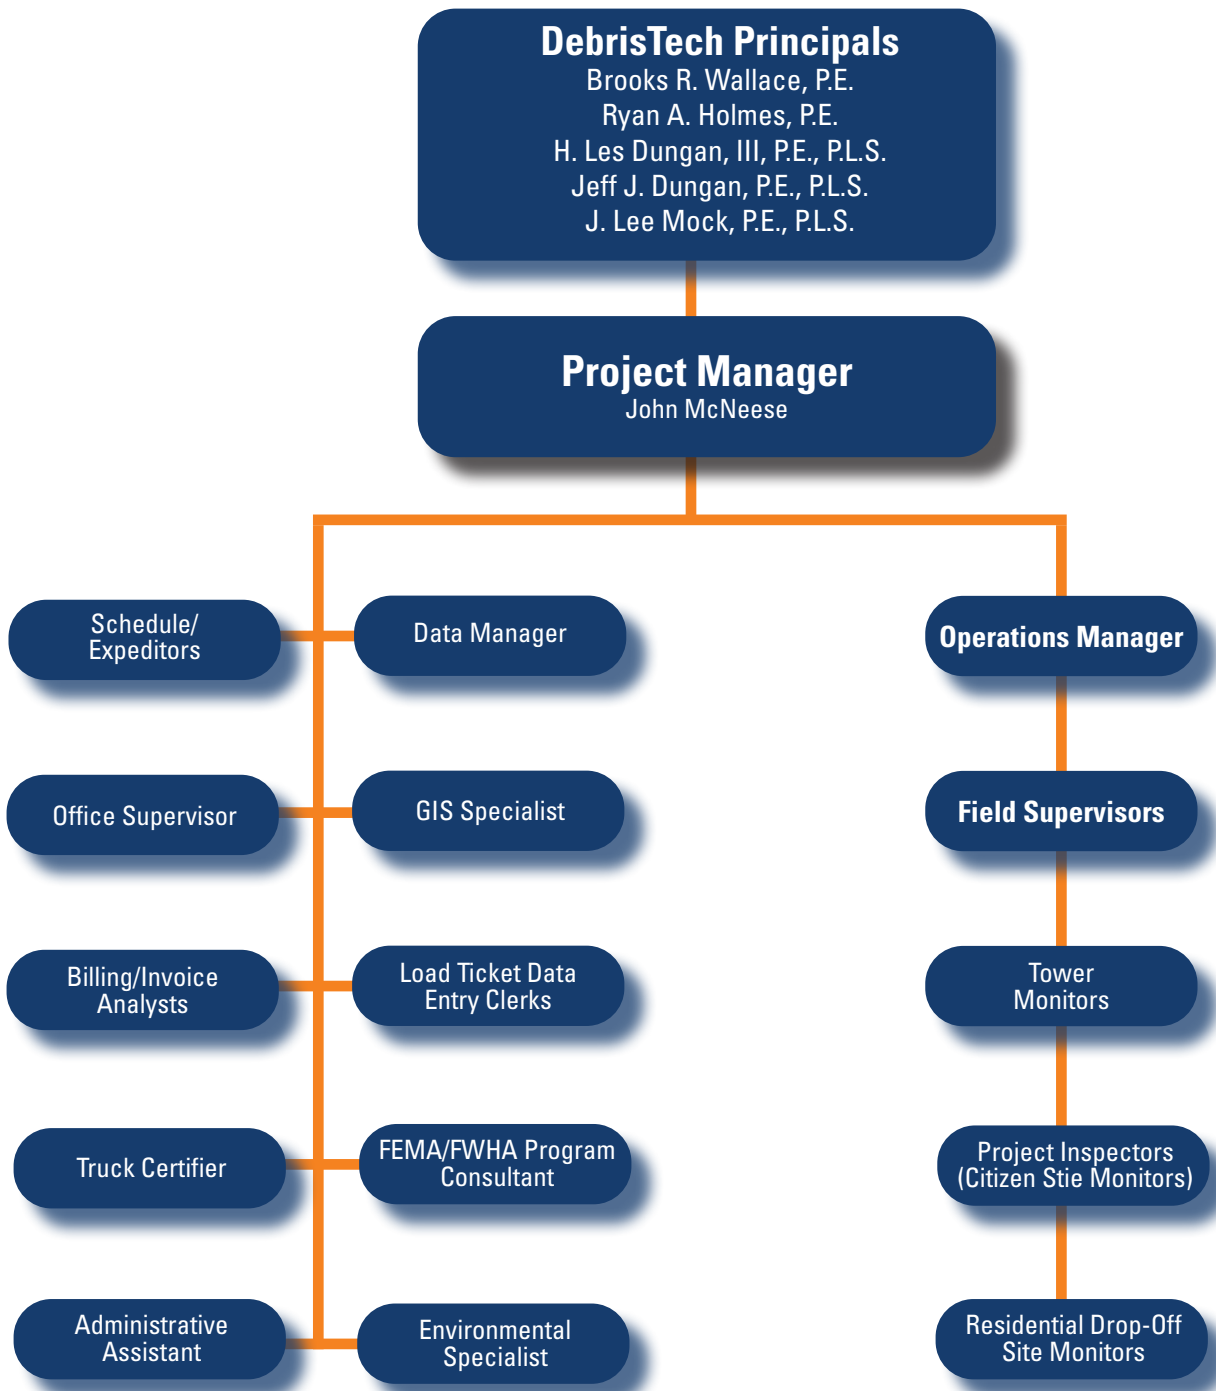 DebrisTech Principals
Brooks R. Wallace, P.E.
Ryan A. Holmes, P.E.
H. Les Dungan, III, P.E., P.L.S.
Jeff J. Dungan, P.E., P.L.S.
J. Lee Mock, P.E., P.L.S.
Project Manager
John McNeese
Schedule/
Expeditors
Data Manager
Operations Manager
Office Supervisor
GIS Specialist
Field Supervisors
Billing/Invoice
Analysts
Load Ticket Data
Entry Clerks
Tower
Monitors
Truck Certifier
FEMA/FWHA Program
Consultant
Project Inspectors
(Citizen Stie Monitors)
Administrative
Assistant
Environmental
Specialist
Residential Drop-Off
Site Monitors